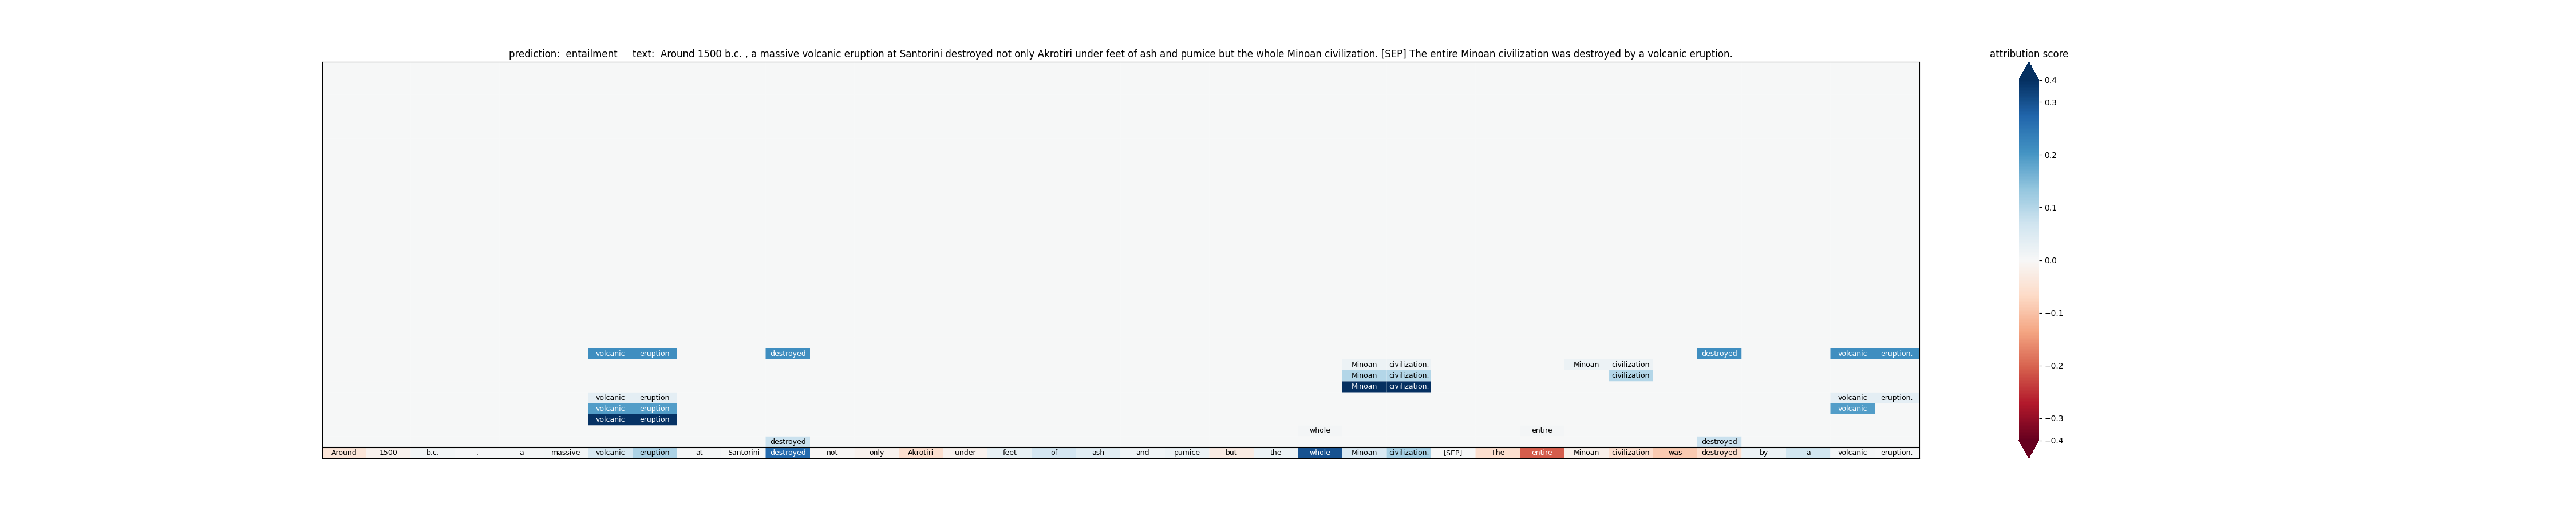 prediction:  entailment     text:  Around 1500 b.c. , a massive volcanic eruption at Santorini destroyed not only Akrotiri under feet of ash and pumice but the whole Minoan civilization. [SEP] The entire Minoan civilization was destroyed by a volcanic eruption.
attribution score
0.4
0.3
0.2
0.1
0.0
−0.1
−0.2
−0.3
−0.4
volcanic eruption destroyed destroyed volcanic eruption.
Minoan civilization. Minoan civilization
Minoan civilization. civilization
Minoan civilization.
volcanic eruption volcanic eruption.
volcanic eruption volcanic
volcanic eruption
whole entire
destroyed destroyed
Around 1500 b.c. , a massive volcanic eruption at Santorini destroyed not only Akrotiri under feet of ash and pumice but the whole Minoan civilization. [SEP] The entire Minoan civilization was destroyed by a volcanic eruption.